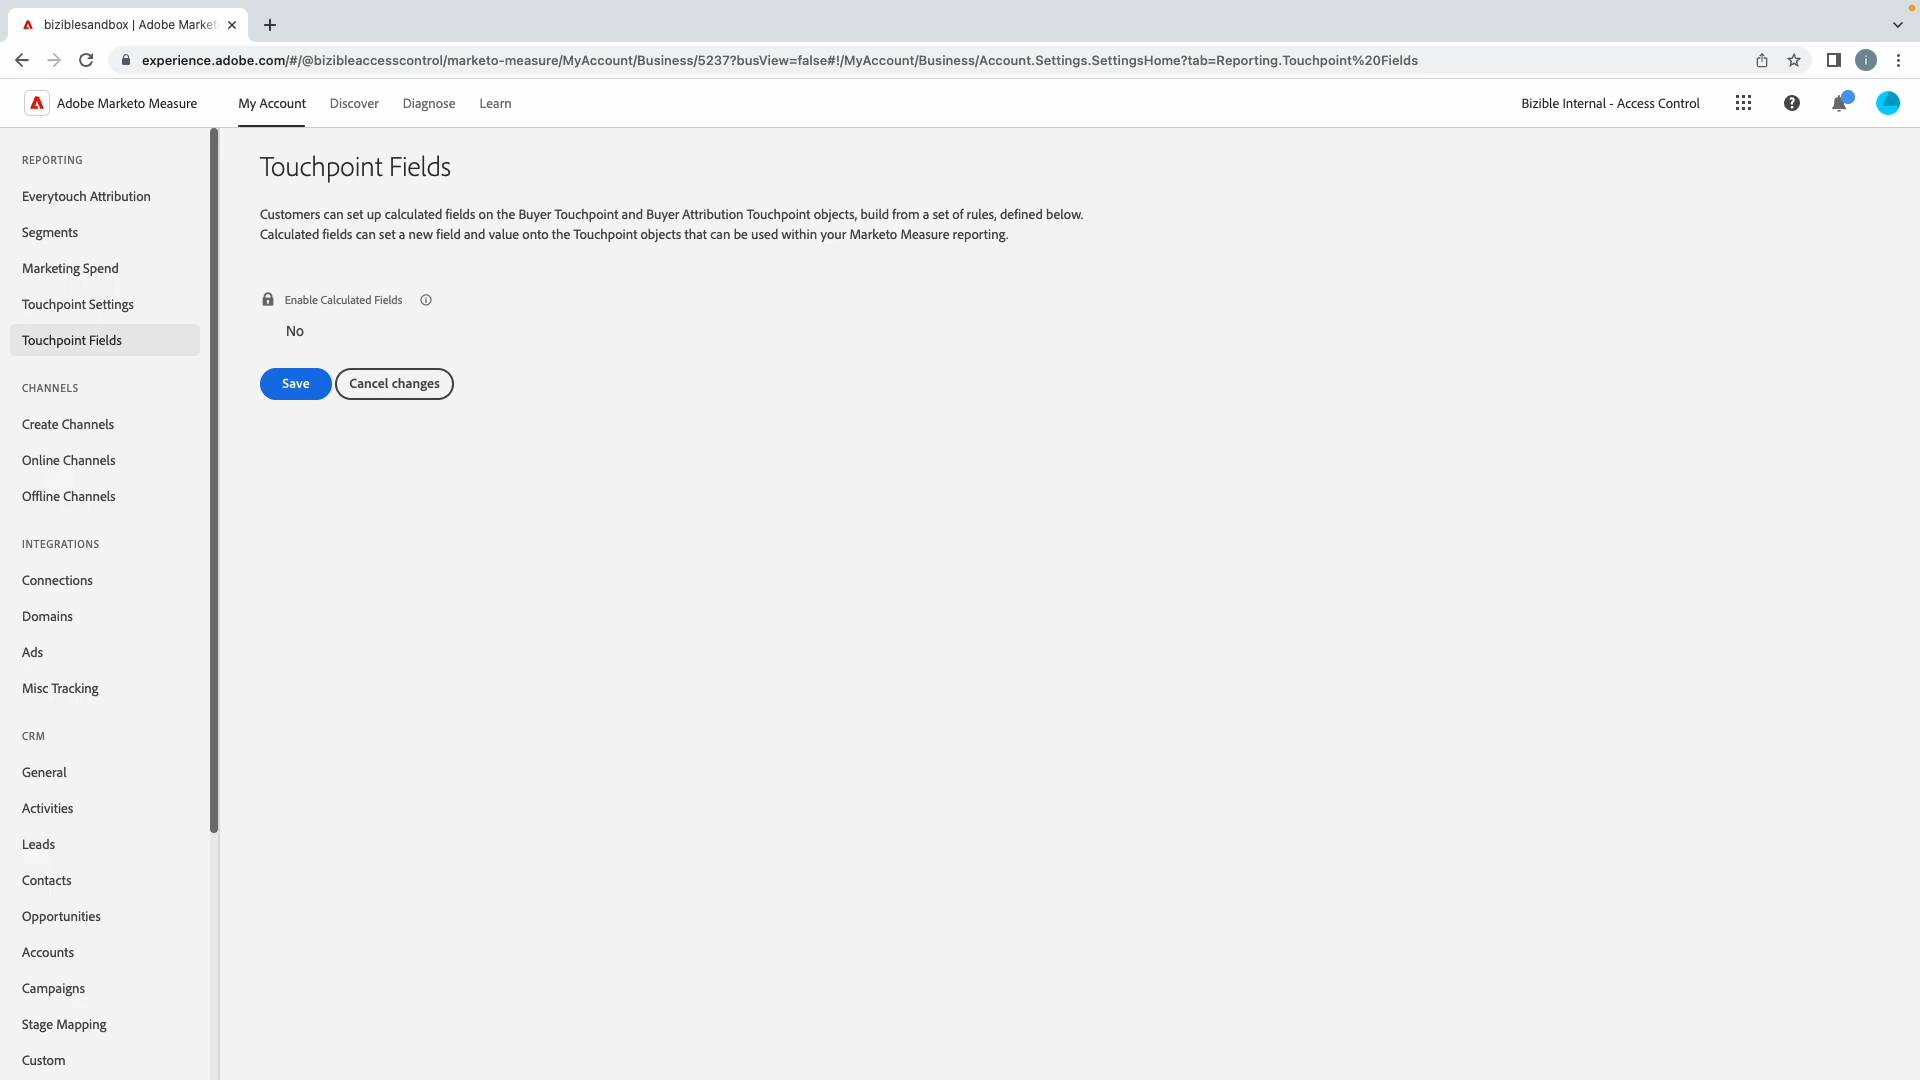 biziblesandbox | Adobe Market
experience.adobe.com/#/@bizibleaccesscontrol/marketo-measure/MyAccount/Business/5237?busView=false#!/MyAccount/Business/Account.Settings.SettingsHome?tab=Reporting.Touchpoint%20Fields
i
Adobe Marketo Measure
My Account
Discover
Diagnose
Learn
Bizible Internal - Access Control
REPORTING
Everytouch Attribution
Segments
Marketing Spend
Touchpoint Settings
Touchpoint Fields
CHANNELS
Create Channels
Online Channels
Offline Channels
INTEGRATIONS
Connections
Domains
Ads
Misc Tracking
CRM
General
Activities
Leads
Contacts
Opportunities
Accounts
Campaigns
Stage Mapping
Custom
Touchpoint Fields
Customers can set up calculated fields on the Buyer Touchpoint and Buyer Attribution Touchpoint objects, build from a set of rules, defined below.
Calculated fields can set a new field and value onto the Touchpoint objects that can be used within your Marketo Measure reporting.
Enable Calculated Fields
No
Save
Cancel changes